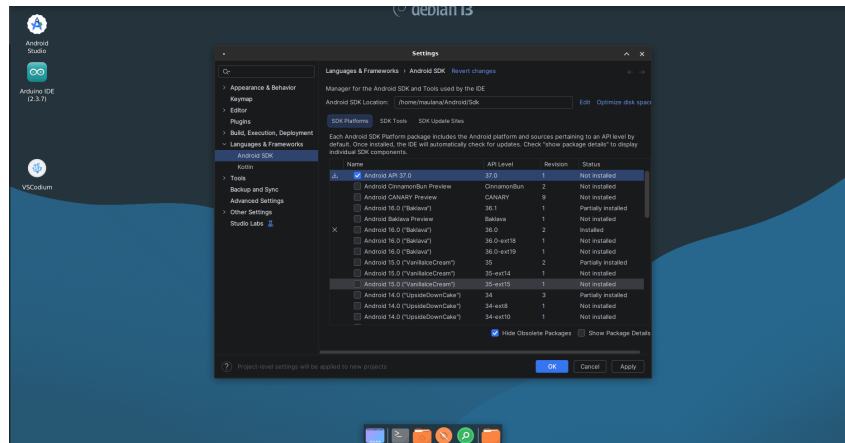 debian 13
Android
Studio
Arduino IDE
(2.3.7)
VSCodium
Settings
Appearance & Behavior
Keymap
Editor
Plugins
Build, Execution, Deployment
Languages & Frameworks
Android SDK
Kotlin
Tools
Backup and Sync
Advanced Settings
Other Settings
Studio Labs
Languages & Frameworks › Android SDK Revert changes
Manager for the Android SDK and Tools used by the IDE
Android SDK Location: /home/maulana/Android/Sdk Edit Optimize disk space
SDK Platforms SDK Tools SDK Update Sites
Each Android SDK Platform package includes the Android platform and sources pertaining to an API level by
default. Once installed, the IDE will automatically check for updates. Check "show package details" to display
individual SDK components.
Name API Level Revision Status
Android API 37.0 37.0 1 Not installed
Android CinnamonBun Preview CinnamonBun 2 Not installed
Android CANARY Preview CANARY 9 Not installed
Android 16.0 ("Baklava") 36.1 1 Partially installed
Android Baklava Preview Baklava 1 Not installed
Android 16.0 ("Baklava") 36.0 2 Installed
Android 16.0 ("Baklava") 36.0-ext18 1 Not installed
Android 16.0 ("Baklava") 36.0-ext19 1 Not installed
Android 15.0 ("VanillaIceCream") 35 2 Partially installed
Android 15.0 ("VanillaIceCream") 35-ext14 1 Not installed
Android 15.0 ("VanillaIceCream") 35-ext15 1 Not installed
Android 14.0 ("UpsideDownCake") 34 3 Partially installed
Android 14.0 ("UpsideDownCake") 34-ext8 1 Not installed
Android 14.0 ("UpsideDownCake") 34-ext10 1 Not installed
Hide Obsolete Packages Show Package Details
? Project-level settings will be applied to new projects
OK Cancel Apply